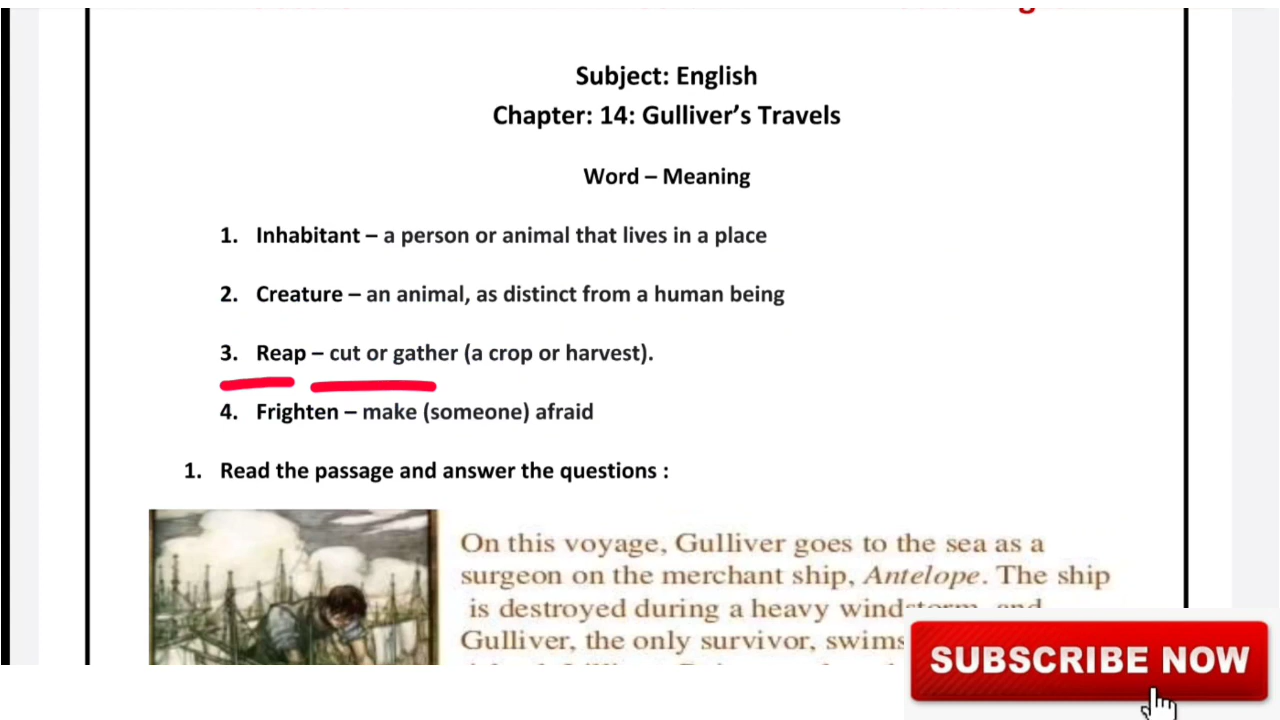 Subject: English
Chapter: 14: Gulliver’s Travels
Word – Meaning
1. Inhabitant – a person or animal that lives in a place
2. Creature – an animal, as distinct from a human being
3. Reap – cut or gather (a crop or harvest).
4. Frighten – make (someone) afraid
1. Read the passage and answer the questions :
On this voyage, Gulliver goes to the sea as a
surgeon on the merchant ship, Antelope. The ship
is destroyed during a heavy windstorm, and
Gulliver, the only survivor, swims
SUBSCRIBE NOW